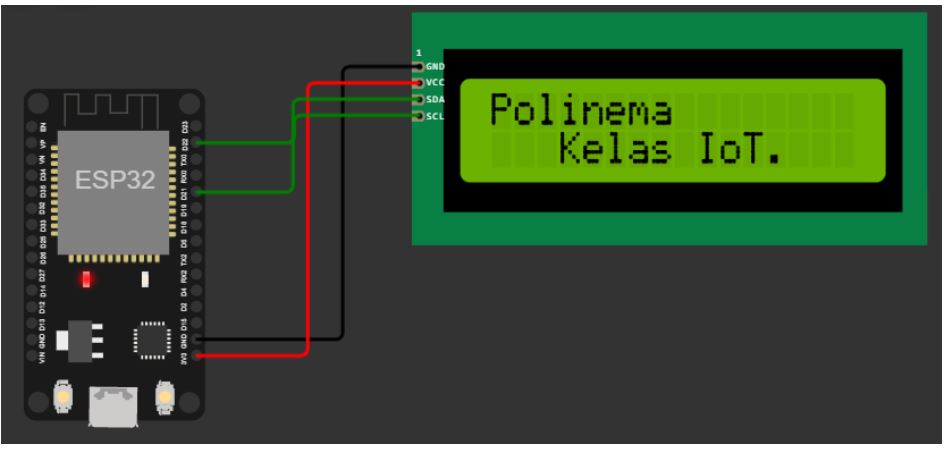 1
GND
VCC
SDA
SCL
Polinema
Kelas IoT.
ESP32
EN
VP
VN
D34
D35
D32
D33
D25
D26
D27
D14
D12
D13
GND
VIN
D23
D22
TX0
RX0
D21
D19
D18
D5
TX2
RX2
D4
D2
D15
GND
3V3